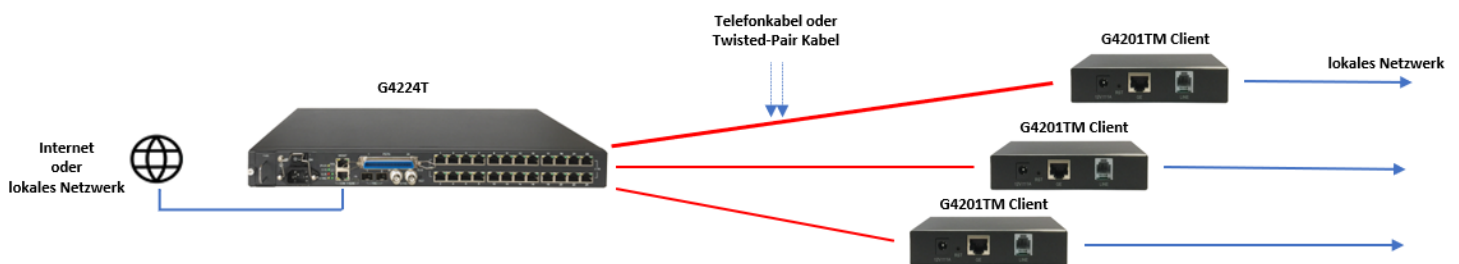 Telefonkabel oder
Twisted-Pair Kabel
G4201TM Client
lokales Netzwerk
G4224T
G4201TM Client
Internet
oder
lokales Netzwerk
G4201TM Client